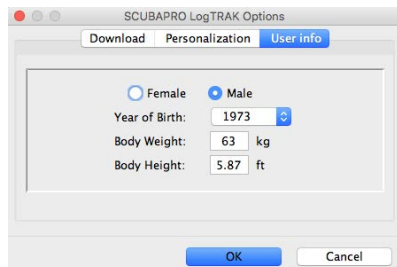 SCUBAPRO LogTRAK Options
Download Personalization User info
Female Male
Year of Birth: 1973
Body Weight: 63 kg
Body Height: 5.87 ft
OK Cancel